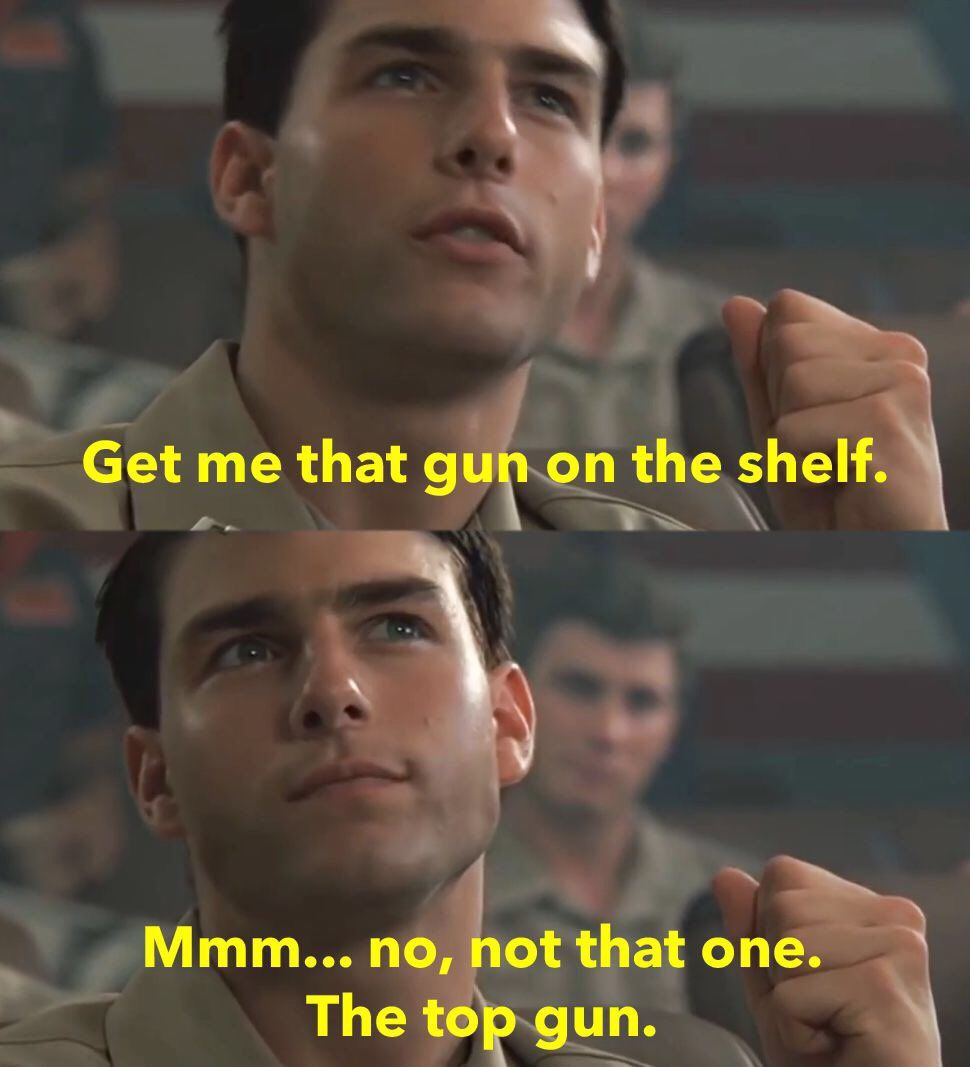 Get me that gun on the shelf.
Mmm... no, not that one.
The top gun.